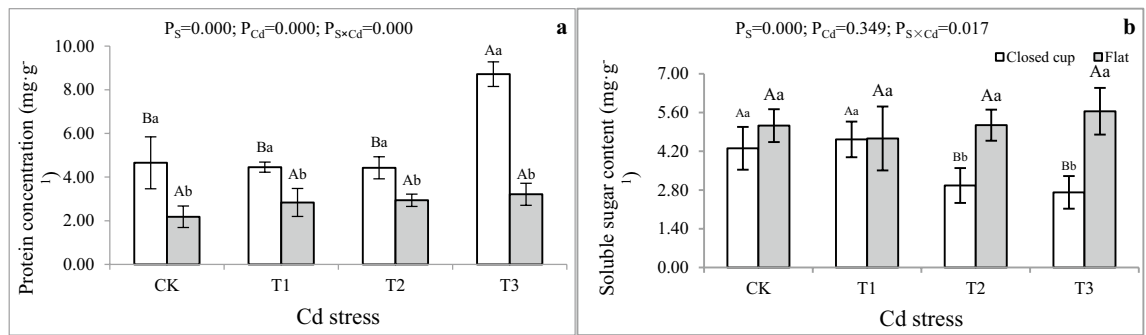 P_S=0.000; P_Cd=0.000; P_S×Cd=0.000
a
Protein concentration (mg·g-
1)
10.00
8.00
6.00
4.00
2.00
0.00
Ba
Ab
Ba
Ab
Ba
Ab
Aa
Ab
CK
T1
T2
T3
Cd stress
P_S=0.000; P_Cd=0.349; P_S×Cd=0.017
b
Closed cup
Flat
Soluble sugar content (mg·g-
1)
7.00
5.60
4.20
2.80
1.40
0.00
Aa
Aa
Aa
Aa
Bb
Aa
Bb
Aa
CK
T1
T2
T3
Cd stress